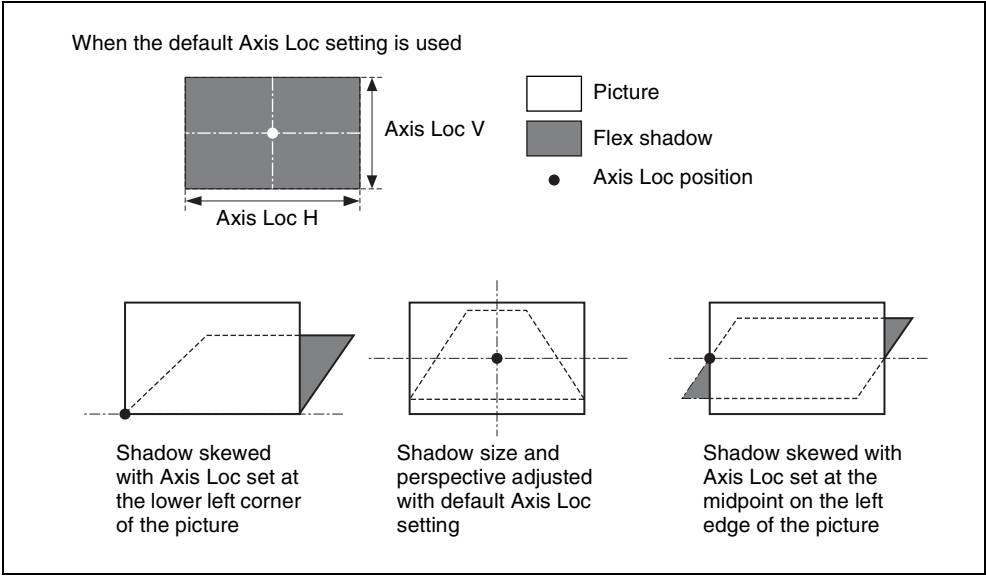 When the default Axis Loc setting is used
Picture
Axis Loc V
Flex shadow
Axis Loc position
Axis Loc H
Shadow skewed
with Axis Loc set at
the lower left corner
of the picture
Shadow size and
perspective adjusted
with default Axis Loc
setting
Shadow skewed with
Axis Loc set at the
midpoint on the left
edge of the picture